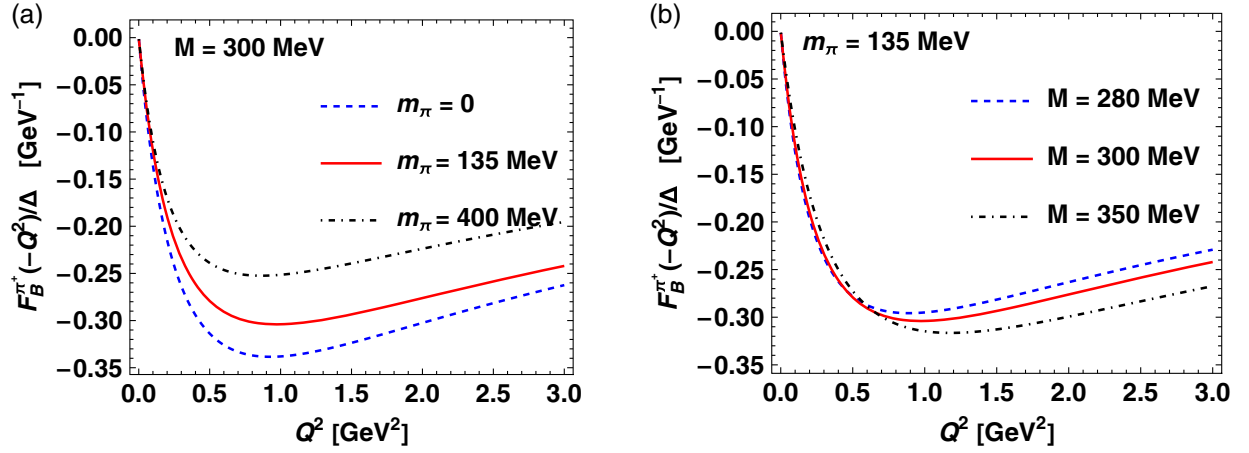 (a)
M = 300 MeV
mπ = 0
mπ = 135 MeV
mπ = 400 MeV
0.00
−0.05
−0.10
−0.15
−0.20
−0.25
−0.30
−0.35
F_B^{π+}(−Q²)/Δ [GeV⁻¹]
0.0 0.5 1.0 1.5 2.0 2.5 3.0
Q² [GeV²]
(b)
mπ = 135 MeV
M = 280 MeV
M = 300 MeV
M = 350 MeV
0.00
−0.05
−0.10
−0.15
−0.20
−0.25
−0.30
−0.35
F_B^{π+}(−Q²)/Δ [GeV⁻¹]
0.0 0.5 1.0 1.5 2.0 2.5 3.0
Q² [GeV²]